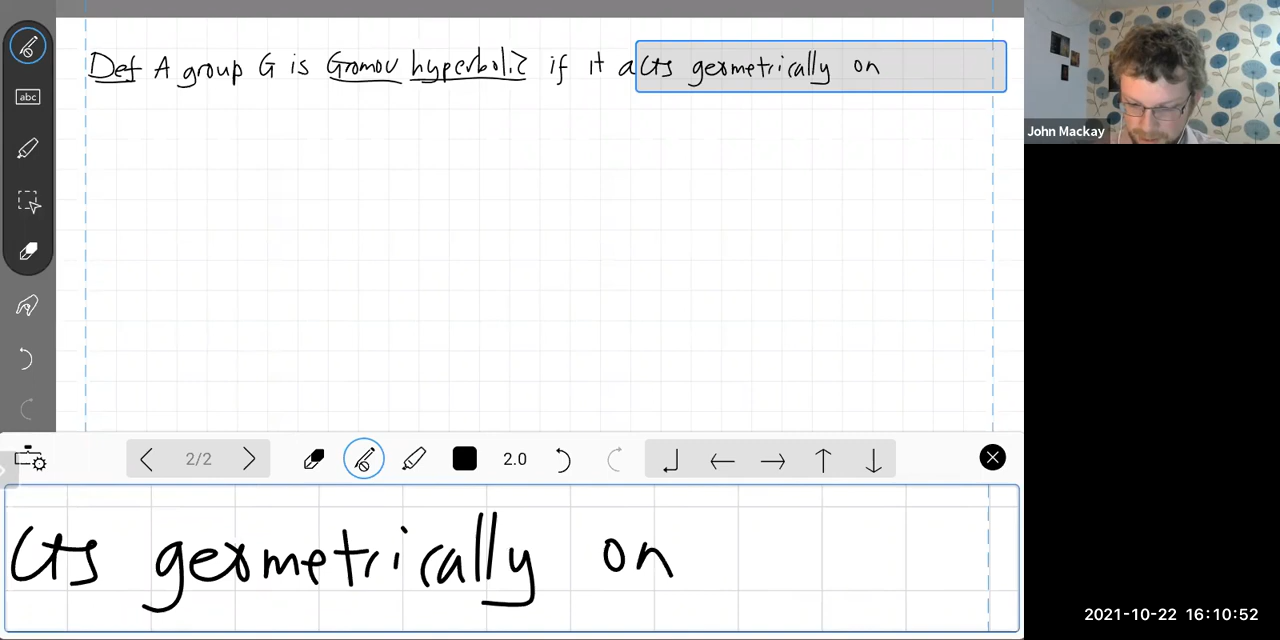 Def A group G is Gromov hyperbolic if it acts geometrically on
abc
John Mackay
2/2
2.0
cts geometrically on
2021-10-22 16:10:52